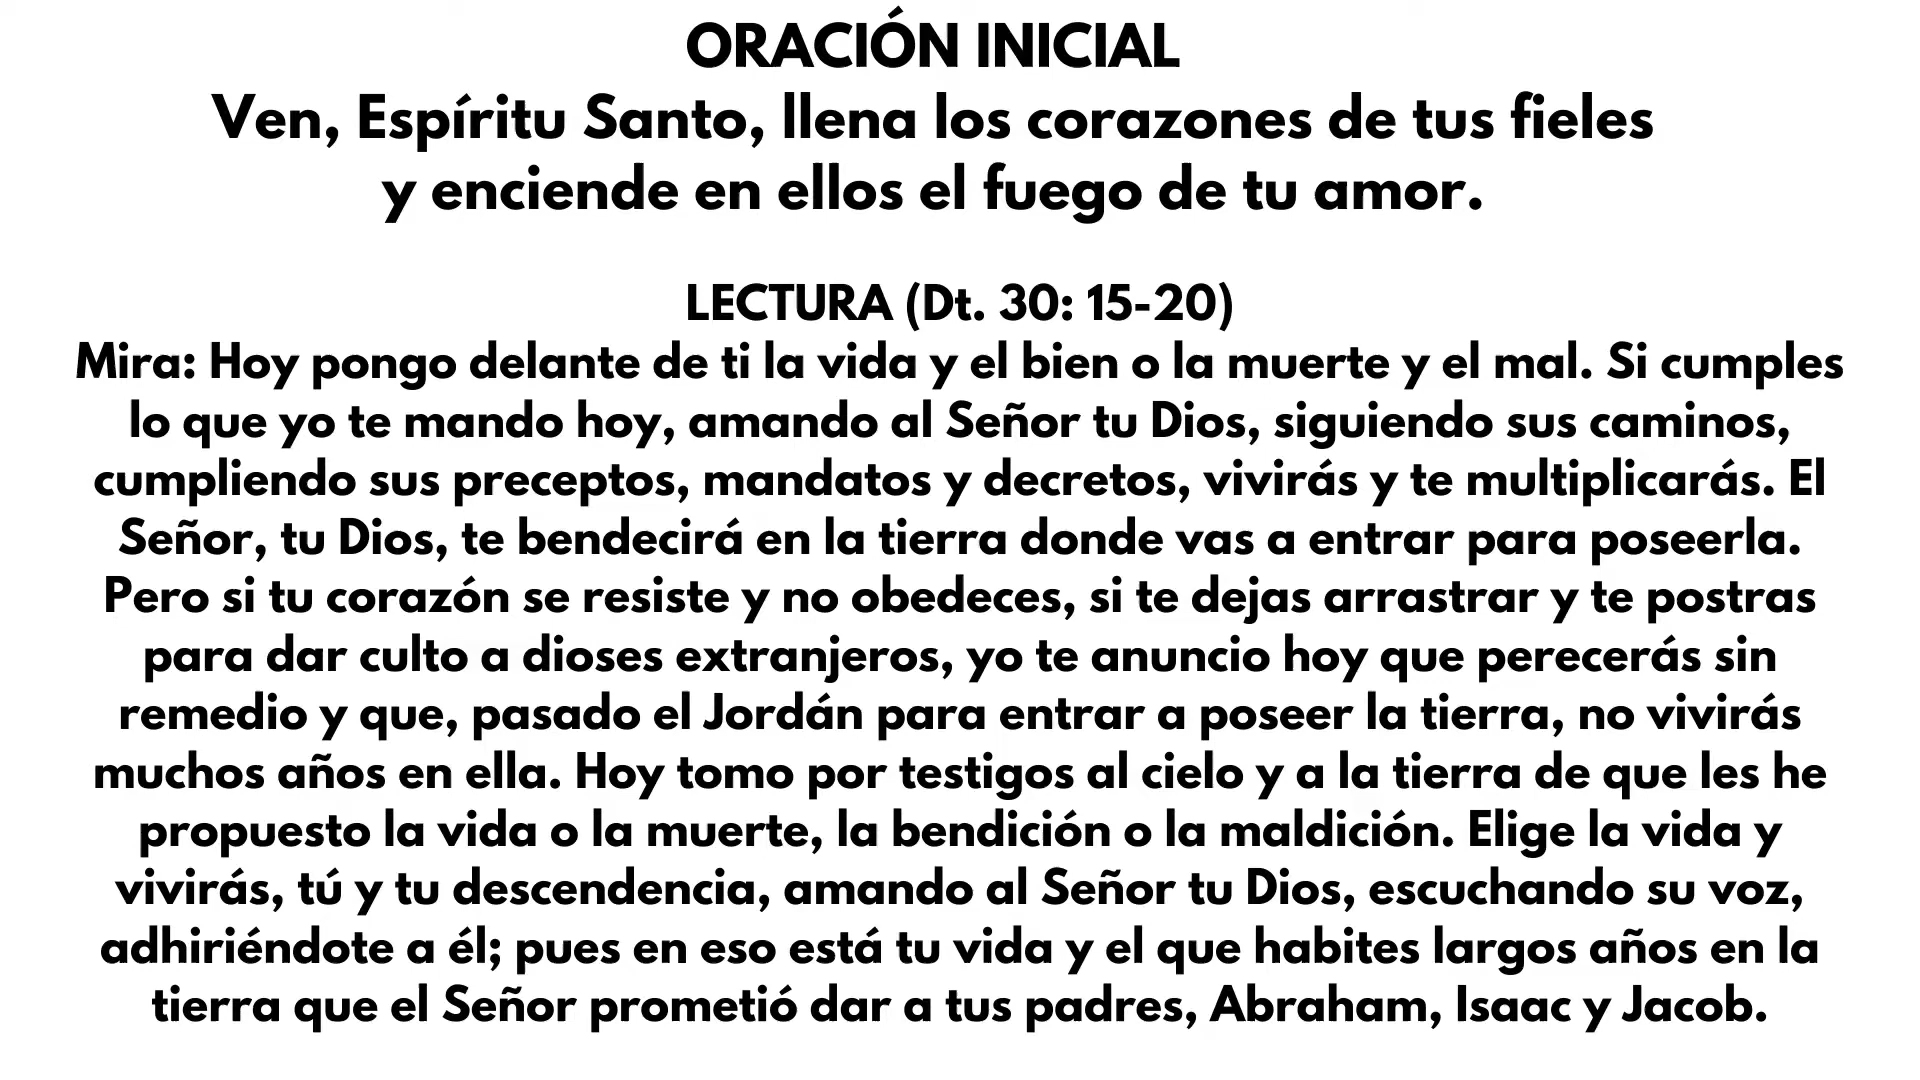 ORACIÓN INICIAL
Ven, Espíritu Santo, llena los corazones de tus fieles
y enciende en ellos el fuego de tu amor.
LECTURA (Dt. 30: 15-20)
Mira: Hoy pongo delante de ti la vida y el bien o la muerte y el mal. Si cumples
lo que yo te mando hoy, amando al Señor tu Dios, siguiendo sus caminos,
cumpliendo sus preceptos, mandatos y decretos, vivirás y te multiplicarás. El
Señor, tu Dios, te bendecirá en la tierra donde vas a entrar para poseerla.
Pero si tu corazón se resiste y no obedeces, si te dejas arrastrar y te postras
para dar culto a dioses extranjeros, yo te anuncio hoy que perecerás sin
remedio y que, pasado el Jordán para entrar a poseer la tierra, no vivirás
muchos años en ella. Hoy tomo por testigos al cielo y a la tierra de que les he
propuesto la vida o la muerte, la bendición o la maldición. Elige la vida y
vivirás, tú y tu descendencia, amando al Señor tu Dios, escuchando su voz,
adhiriéndote a él; pues en eso está tu vida y el que habites largos años en la
tierra que el Señor prometió dar a tus padres, Abraham, Isaac y Jacob.